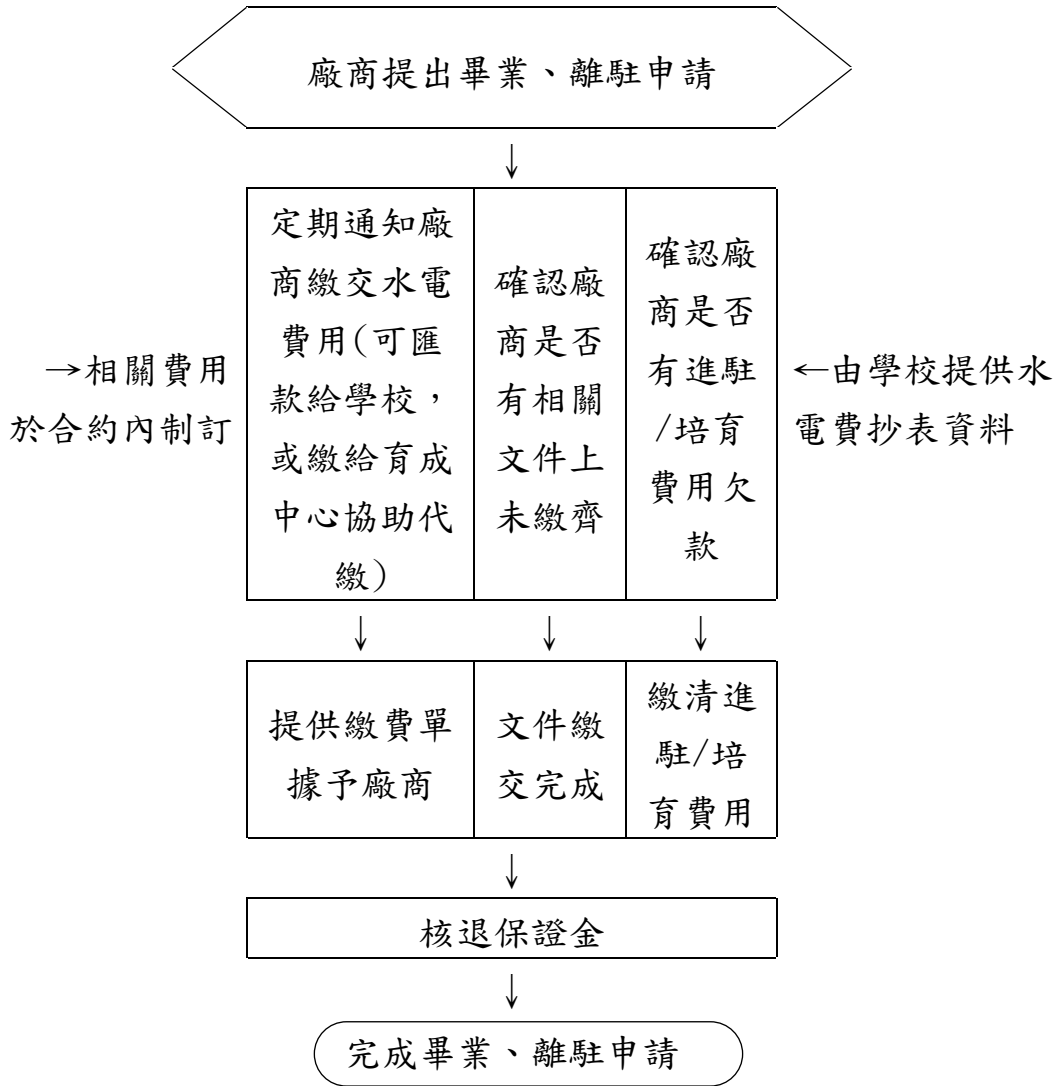 廠商提出畢業、離駐申請
↓
→相關費用
於合約內制訂
定期通知廠
商繳交水電
費用(可匯
款給學校，
或繳給育成
中心協助代
繳)
確認廠
商是否
有相關
文件上
未繳齊
確認廠
商是否
有進駐
/培育
費用欠
款
←由學校提供水
電費抄表資料
↓
↓
↓
提供繳費單
據予廠商
文件繳
交完成
繳清進
駐/培
育費用
↓
核退保證金
↓
完成畢業、離駐申請